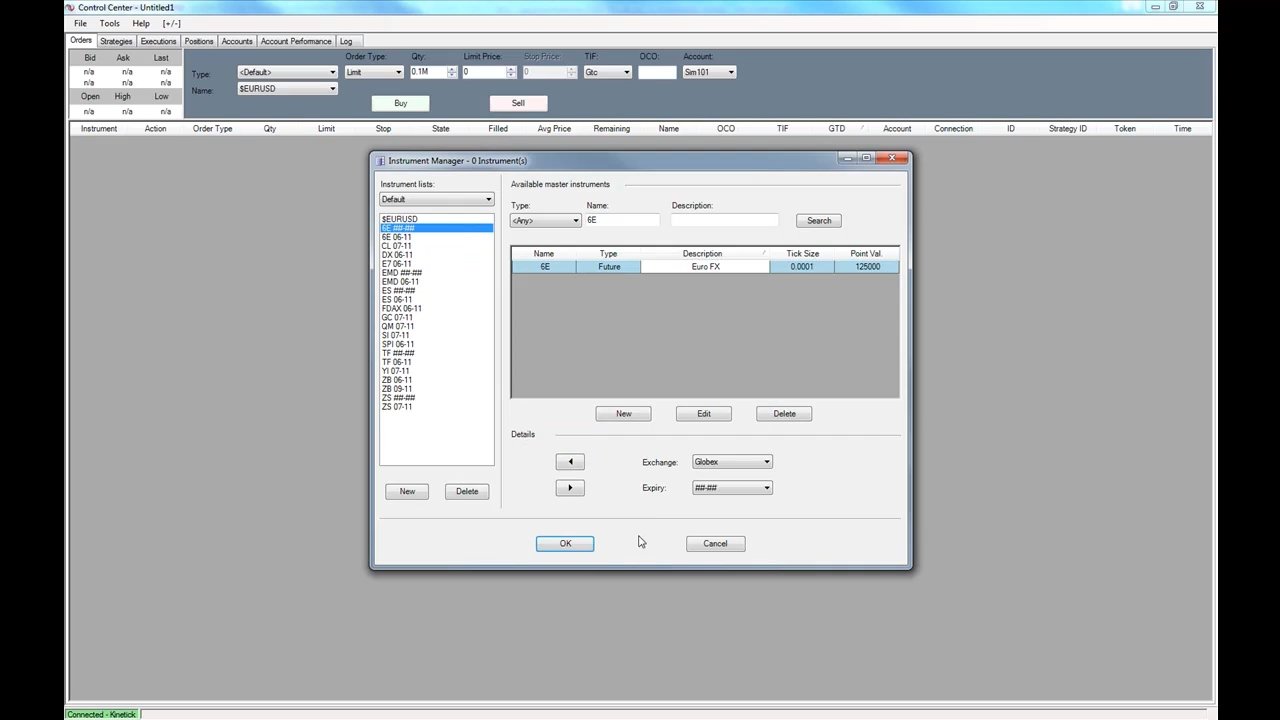 Control Center - Untitled1
File Tools Help [+/-]
Orders Strategies Executions Positions Accounts Account Performance Log
Bid Ask Last
n/a n/a n/a
n/a n/a n/a
Open High Low
n/a n/a n/a
Type: <Default>
Name: $EURUSD
Order Type: Qty: Limit Price: Stop Price: TIF: OCO: Account:
Limit 0.1M 0 0 Gtc Sim101
Buy Sell
Instrument Action Order Type Qty Limit Stop State Filled Avg Price Remaining Name OCO TIF GTD Account Connection ID Strategy ID Token Time
Instrument Manager - 0 Instrument(s)
Instrument lists:
Default
$EURUSD
6E ##-##
6E 06-11
CL 07-11
DX 06-11
E7 06-11
EMD ##-##
EMD 06-11
ES ##-##
ES 06-11
FDAX 06-11
GC 07-11
QM 07-11
SI 07-11
SPI 06-11
TF ##-##
TF 06-11
YI 07-11
ZB 06-11
ZB 09-11
ZS ##-##
ZS 07-11
New Delete
Available master instruments
Type: Name: Description:
<Any> 6E Search
Name Type Description Tick Size Point Val.
6E Future Euro FX 0.0001 125000
New Edit Delete
Details
Exchange: Globex
Expiry: ##-##
OK Cancel
Connected - Kinetick